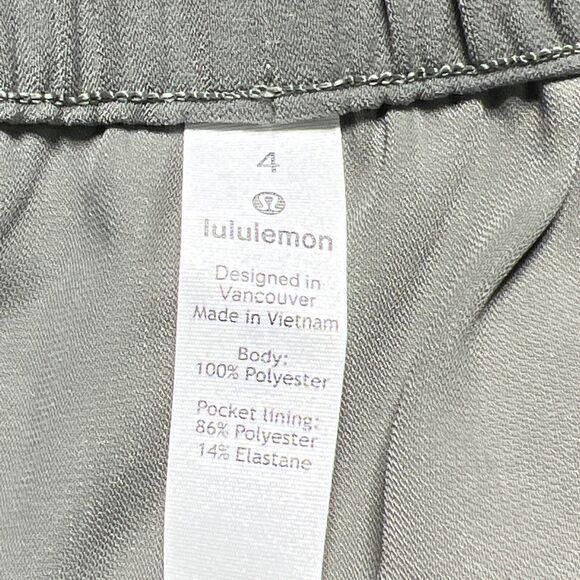 4
lululemon
Designed in
Vancouver
Made in Vietnam
Body:
100% Polyester
Pocket lining:
86% Polyester
14% Elastane